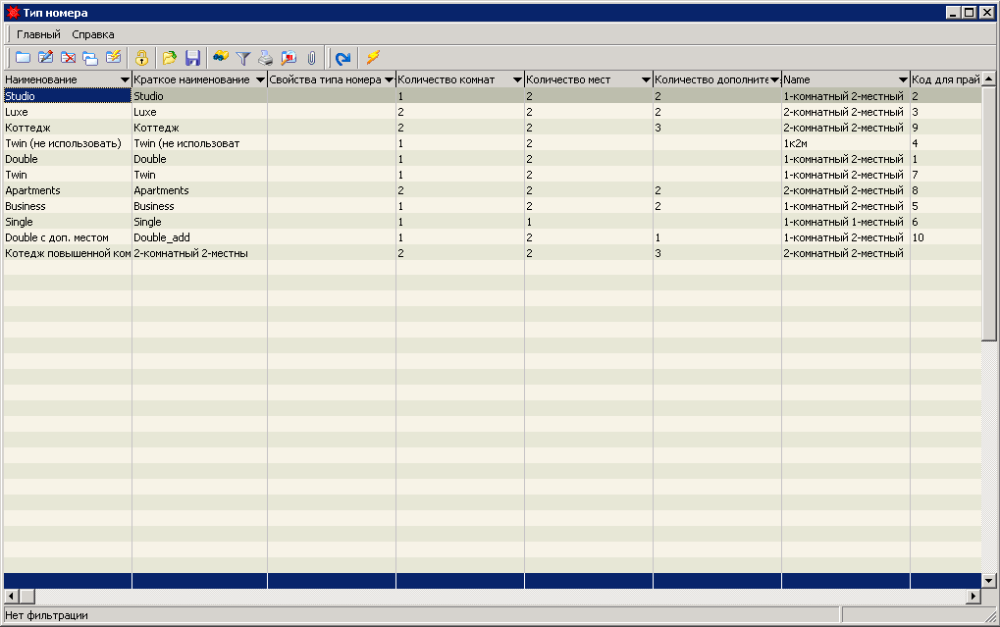 Тип номера
Главный Справка
Наименование Краткое наименование Свойства типа номера Количество комнат Количество мест Количество дополните Name Код для прай
Studio Studio 1 2 2 1-комнатный 2-местный 2
Luxe Luxe 2 2 2 2-комнатный 2-местный 3
Коттедж Коттедж 2 2 3 2-комнатный 2-местный 9
Twin (не использовать) Twin (не использоват 1 2 1к2м 4
Double Double 1 2 1-комнатный 2-местный 1
Twin Twin 1 2 1-комнатный 2-местный 7
Apartments Apartments 2 2 2 2-комнатный 2-местный 8
Business Business 1 2 2 1-комнатный 2-местный 5
Single Single 1 1 1-комнатный 1-местный 6
Double с доп. местом Double_add 1 2 1 1-комнатный 2-местный 10
Котедж повышенной ком 2-комнатный 2-местны 2 2 3 2-комнатный 2-местный
Нет фильтрации